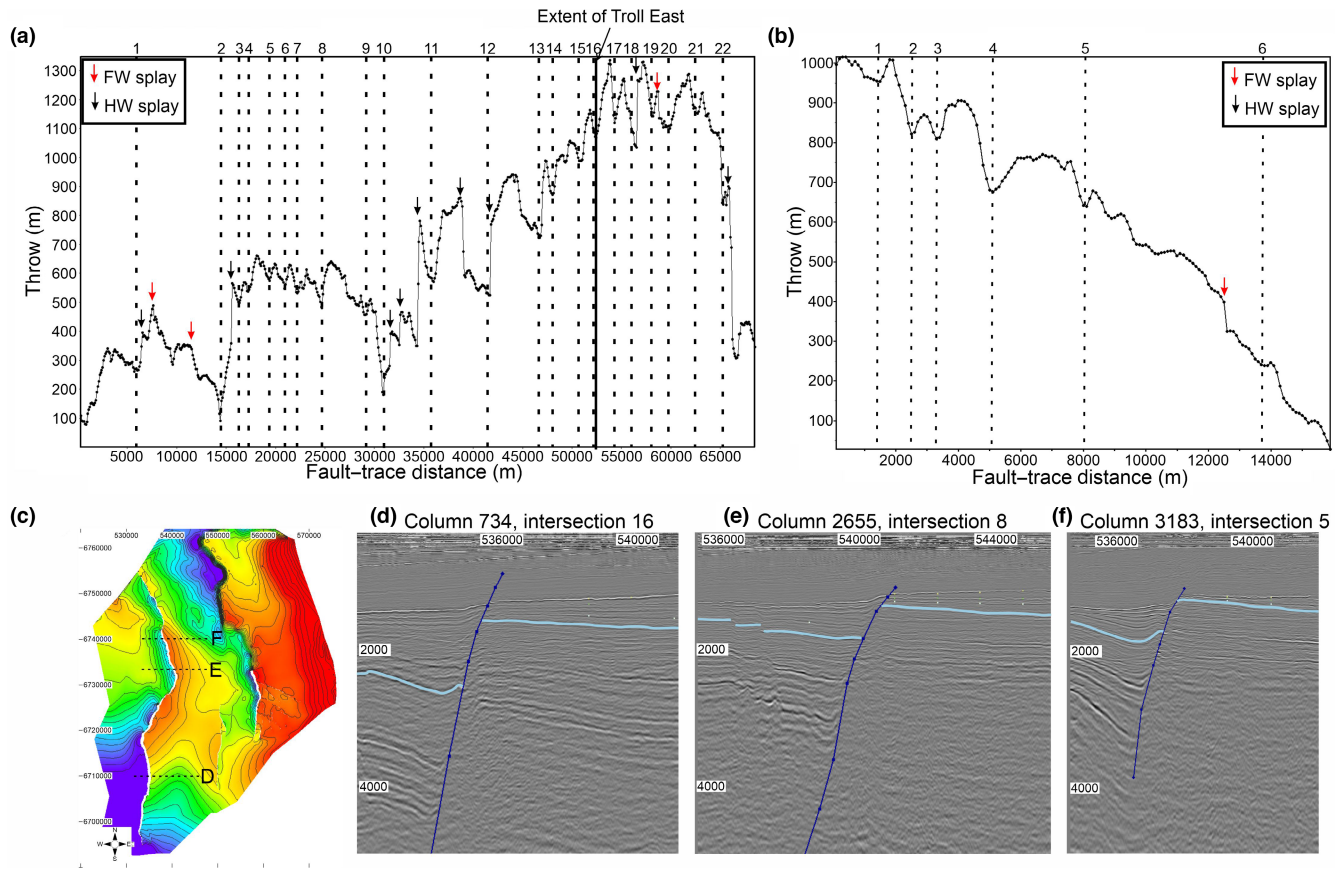 Extent of Troll East
(a)
1 2 3 4 5 6 7 8 9 10 11 12 13 14 15 16 17 18 19 20 21 22
FW splay
HW splay
1300
1200
1100
1000
900
800
700
600
500
400
300
200
100
Throw (m)
5000 10000 15000 20000 25000 30000 35000 40000 45000 50000 55000 60000 65000
Fault–trace distance (m)
(b)
1 2 3 4 5 6
FW splay
HW splay
1000
900
800
700
600
500
400
300
200
100
Throw (m)
2000 4000 6000 8000 10000 12000 14000
Fault–trace distance (m)
(c)
530000 540000 550000 560000 570000
6760000
6750000
6740000
6730000
6720000
6710000
6700000
F
E
D
N
W E
S
(d) Column 734, intersection 16
536000 540000
2000
4000
(e) Column 2655, intersection 8
536000 540000 544000
2000
4000
(f) Column 3183, intersection 5
536000 540000
2000
4000